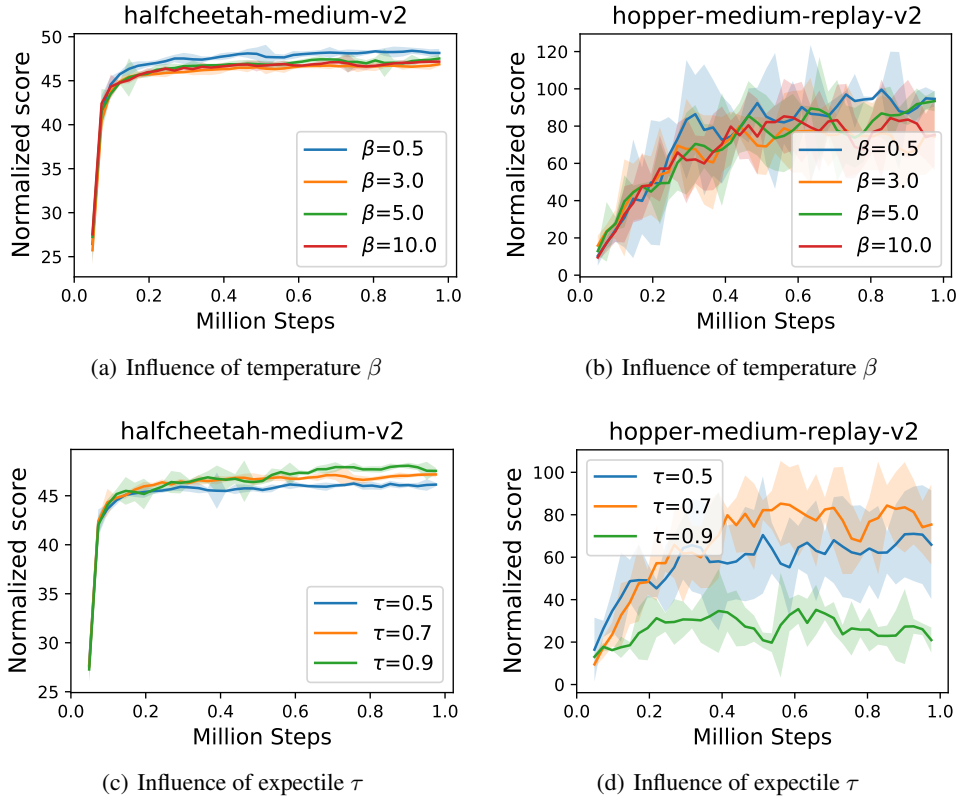 halfcheetah-medium-v2
Normalized score
50
45
40
35
30
25
β=0.5
β=3.0
β=5.0
β=10.0
0.0 0.2 0.4 0.6 0.8 1.0
Million Steps
(a) Influence of temperature β
hopper-medium-replay-v2
Normalized score
120
100
80
60
40
20
0
β=0.5
β=3.0
β=5.0
β=10.0
0.0 0.2 0.4 0.6 0.8 1.0
Million Steps
(b) Influence of temperature β
halfcheetah-medium-v2
Normalized score
45
40
35
30
25
τ=0.5
τ=0.7
τ=0.9
0.0 0.2 0.4 0.6 0.8 1.0
Million Steps
(c) Influence of expectile τ
hopper-medium-replay-v2
Normalized score
100
80
60
40
20
0
τ=0.5
τ=0.7
τ=0.9
0.0 0.2 0.4 0.6 0.8 1.0
Million Steps
(d) Influence of expectile τ